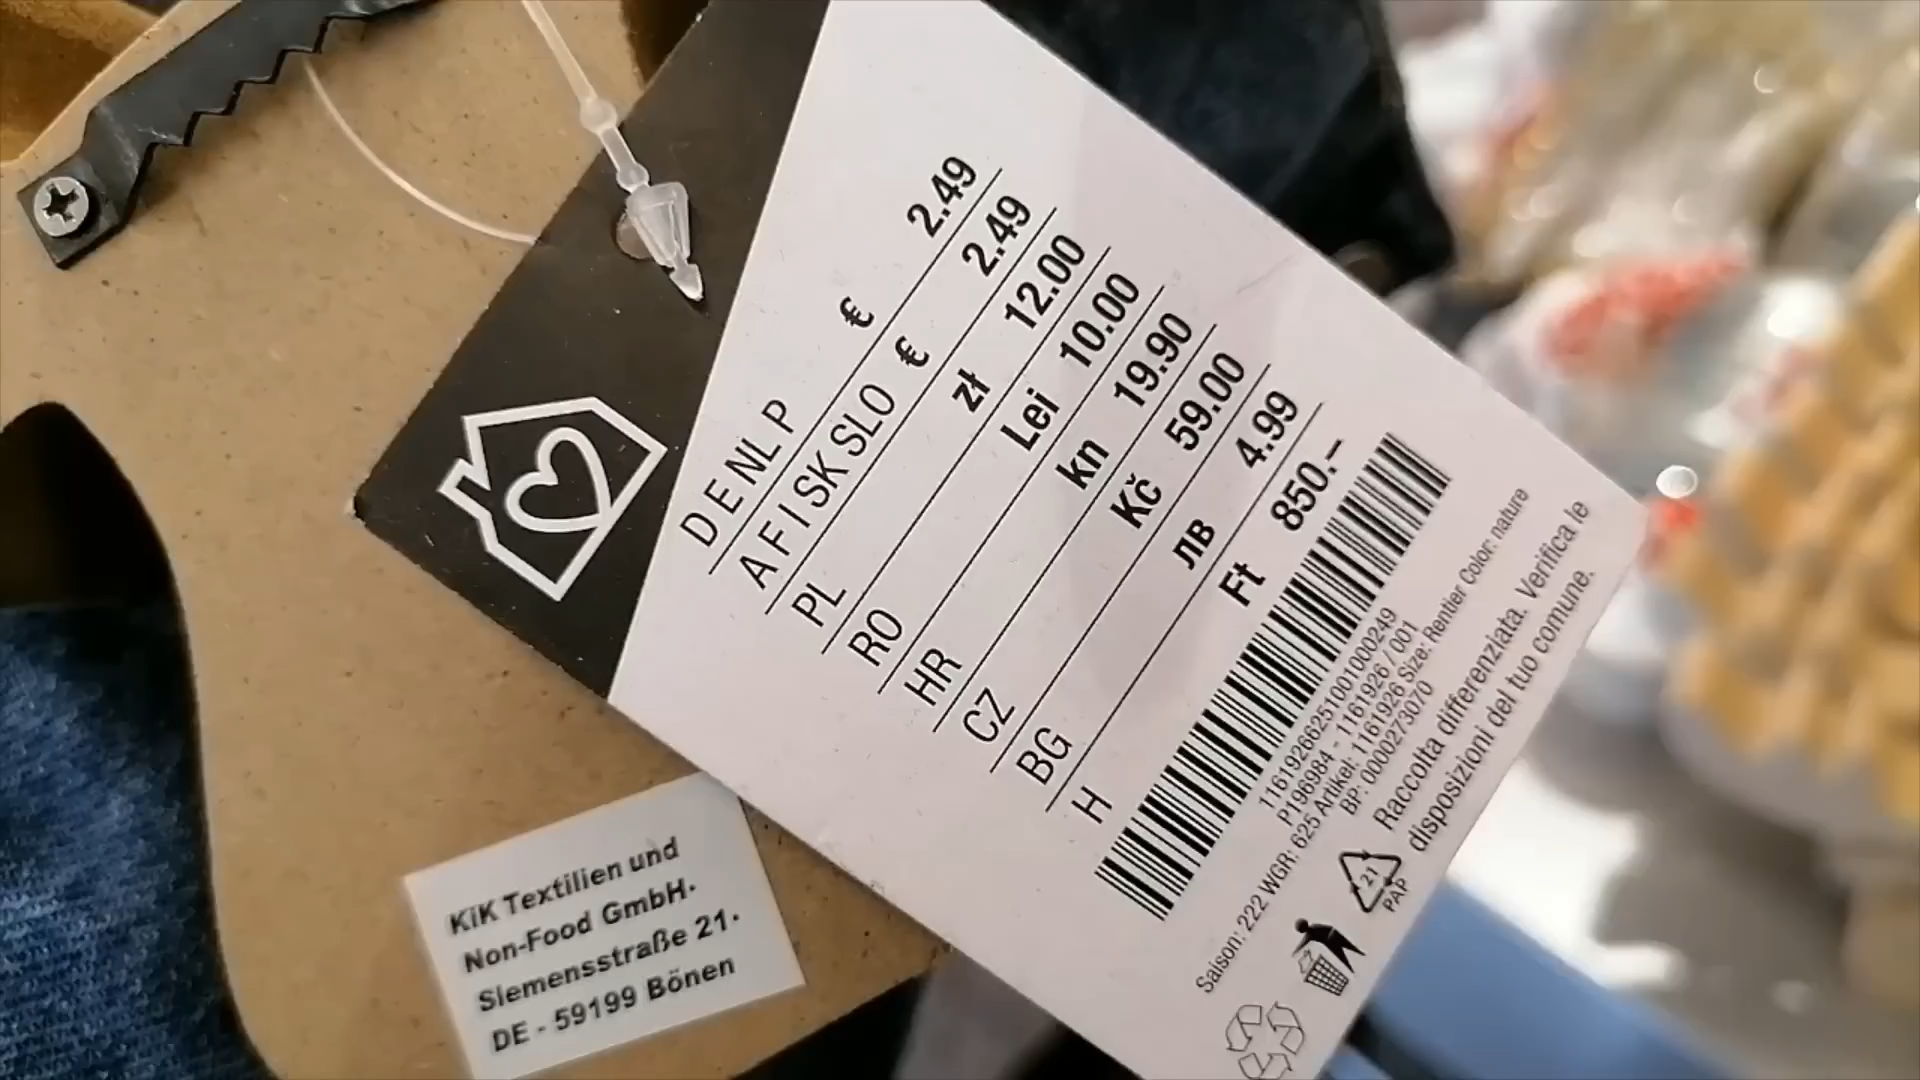 D E NL P € 2.49
A F I SK SLO € 2.49
PL zł 12.00
RO Lei 10.00
HR kn 19.90
CZ Kč 59.00
BG лв 4.99
H Ft 850.–
11619266251001000249
P196984 - 1161926 / 001
Saison: 222 WGR: 625 Artikel: 1161926 Size: Rentier Color: nature
BP: 0000273070
Raccolta differenziata. Verifica le
disposizioni del tuo comune.
21
PAP
KiK Textilien und
Non-Food GmbH·
Siemensstraße 21·
DE - 59199 Bönen